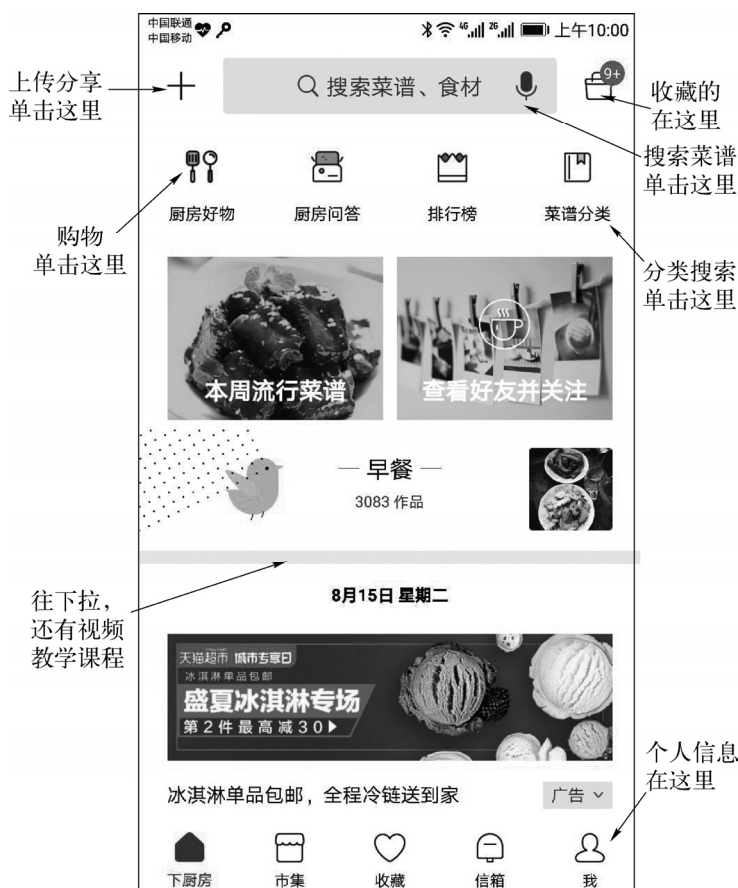 中国联通
中国移动
4G
2G
上午10:00
上传分享
单击这里
搜索菜谱、食材
9+
收藏的
在这里
搜索菜谱
单击这里
厨房好物
厨房问答
排行榜
菜谱分类
购物
单击这里
分类搜索
单击这里
本周流行菜谱
查看好友并关注
早餐
3083 作品
往下拉，
还有视频
教学课程
8月15日 星期二
天猫超市 城市专享日
冰淇淋单品包邮
盛夏冰淇淋专场
第2件最高减30
冰淇淋单品包邮，全程冷链送到家
广告
个人信息
在这里
下厨房
市集
收藏
信箱
我